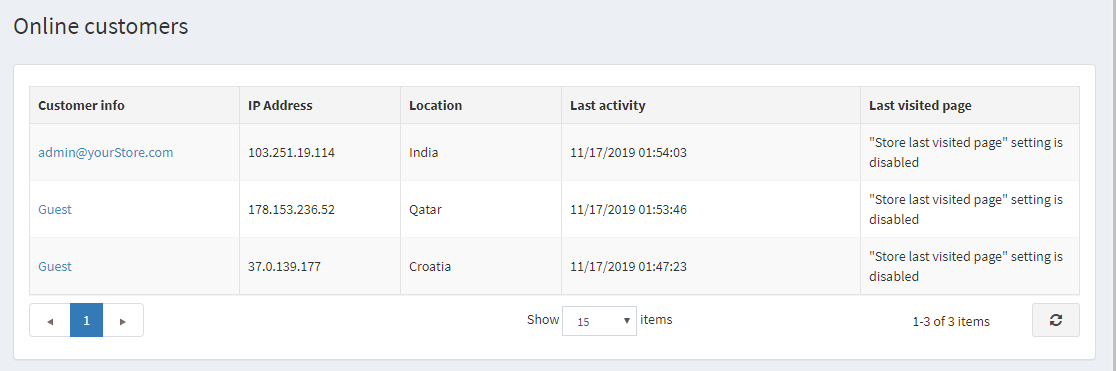 Online customers
Customer info IP Address Location Last activity Last visited page
admin@yourStore.com 103.251.19.114 India 11/17/2019 01:54:03 "Store last visited page" setting is
disabled
Guest 178.153.236.52 Qatar 11/17/2019 01:53:46 "Store last visited page" setting is
disabled
Guest 37.0.139.177 Croatia 11/17/2019 01:47:23 "Store last visited page" setting is
disabled
1 Show 15 items 1-3 of 3 items